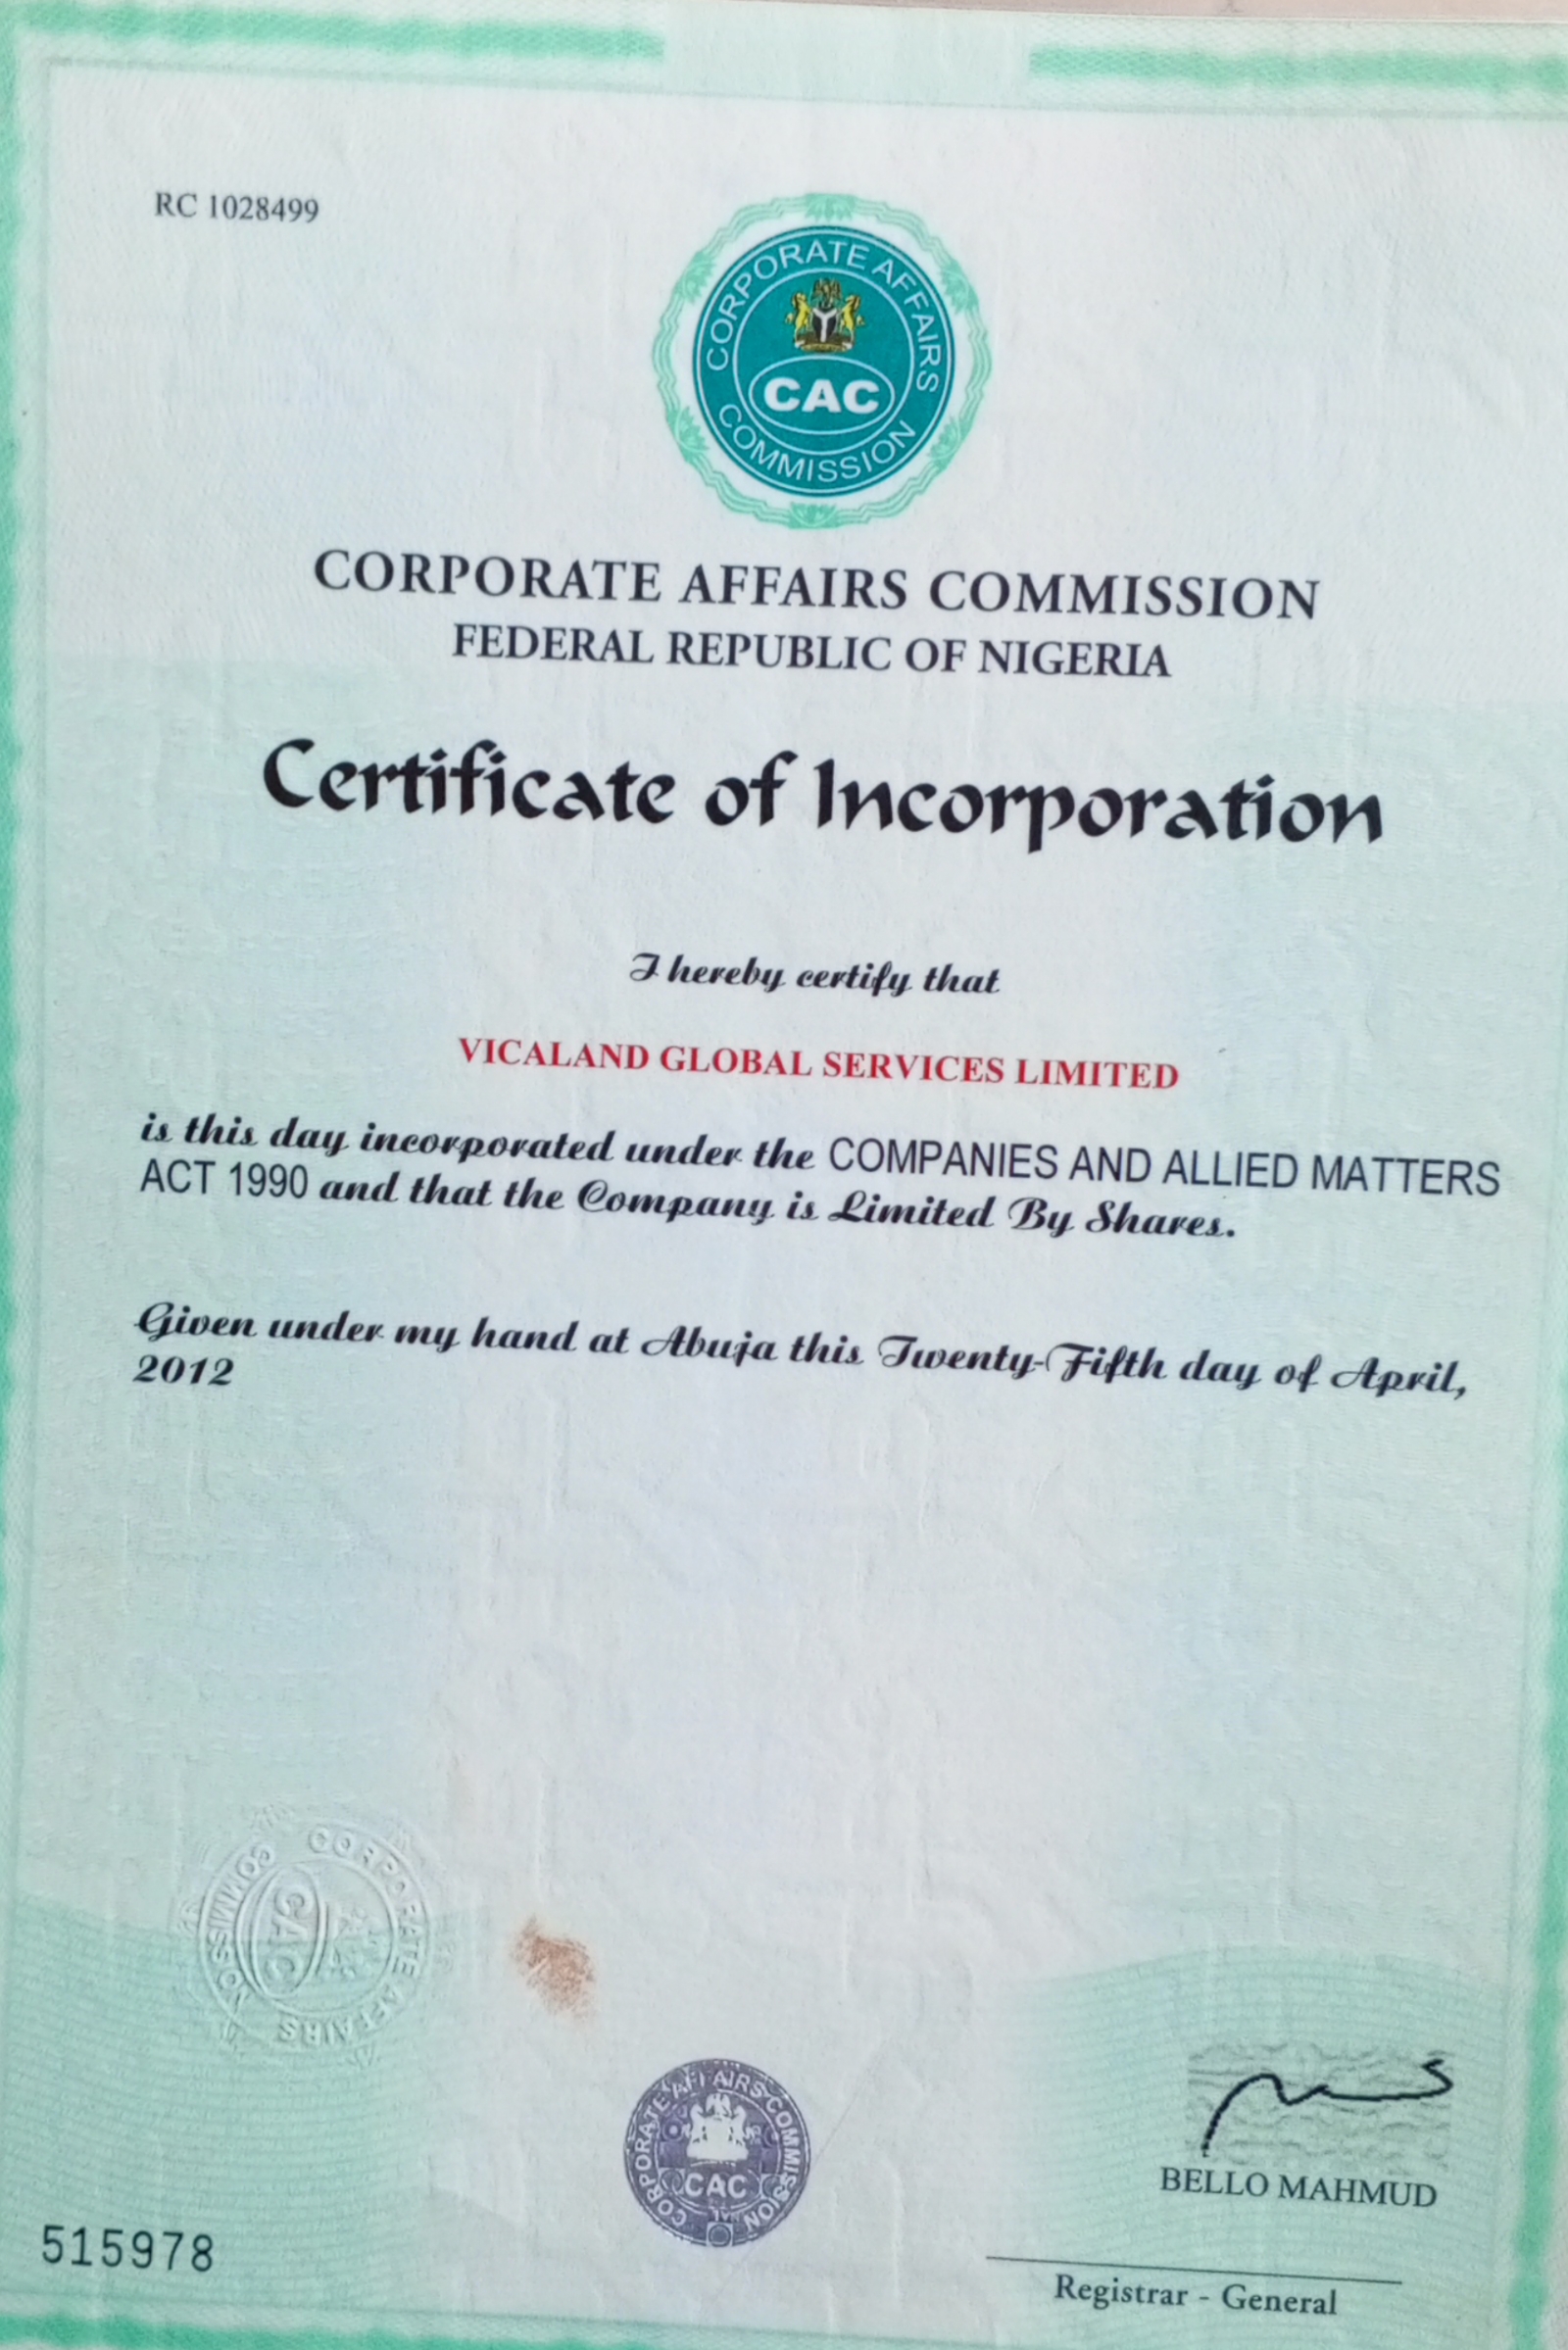 RC 1028499
CORPORATE AFFAIRS
CAC
COMMISSION
CORPORATE AFFAIRS COMMISSION
FEDERAL REPUBLIC OF NIGERIA
Certificate of Incorporation
I hereby certify that
VICALAND GLOBAL SERVICES LIMITED
is this day incorporated under the COMPANIES AND ALLIED MATTERS
ACT 1990 and that the Company is Limited By Shares.
Given under my hand at Abuja this Twenty-Fifth day of April,
2012
CORPORATE AFFAIRS
COMMISSION
CAC
CORPORATE AFFAIRS COMMISSION
CAC
BELLO MAHMUD
515978
Registrar - General